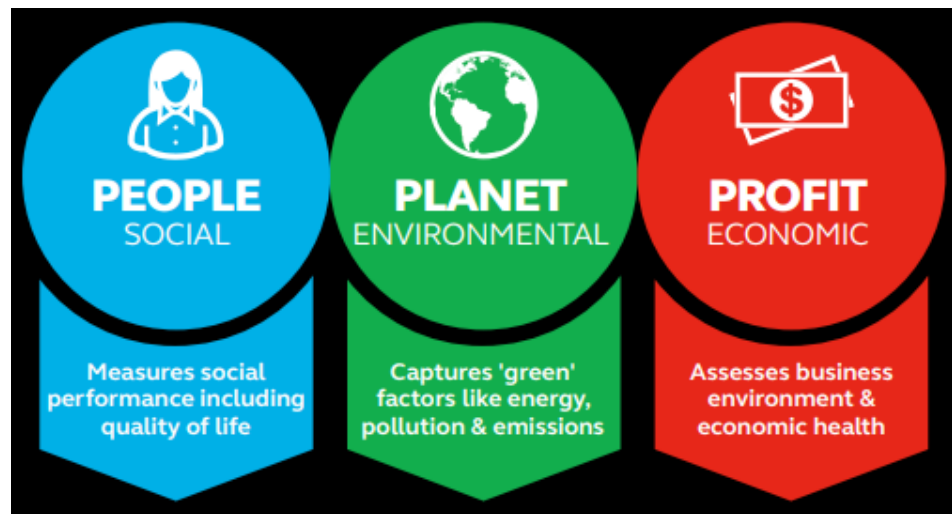 PEOPLE
SOCIAL
Measures social
performance including
quality of life
PLANET
ENVIRONMENTAL
Captures 'green'
factors like energy,
pollution & emissions
$
PROFIT
ECONOMIC
Assesses business
environment &
economic health